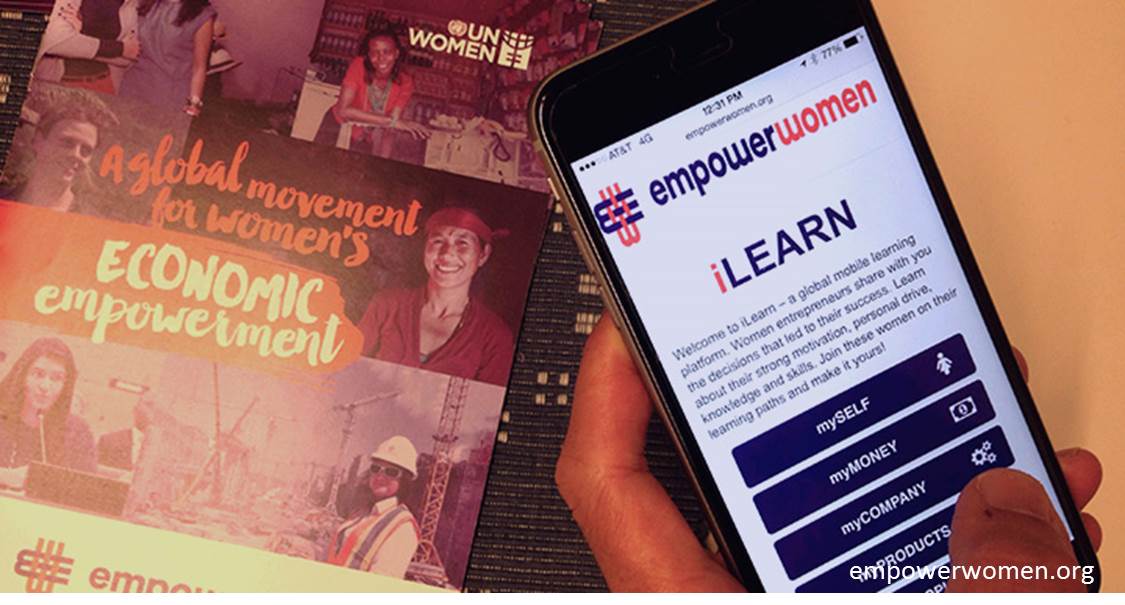 UN
WOMEN
A global movement
for women's
ECONOMIC
empowerment
AT&T 4G
12:31 PM
77%
empowerwomen.org
empowerwomen
iLEARN
Welcome to iLearn – a global mobile learning
platform. Women entrepreneurs share with you
the decisions that led to their success. Learn
about their strong motivation, personal drive,
knowledge and skills. Join these women on their
learning paths and make it yours!
mySELF
myMONEY
myCOMPANY
empowerwomen.org